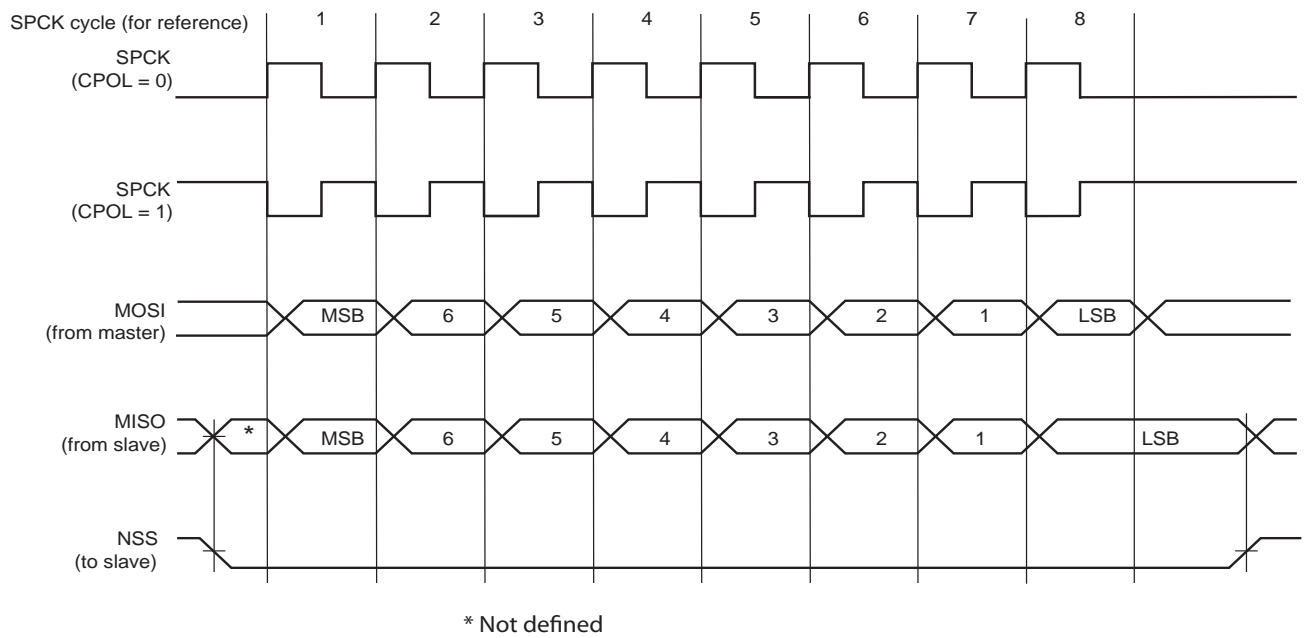 SPCK cycle (for reference) 1 2 3 4 5 6 7 8
SPCK
(CPOL = 0)
SPCK
(CPOL = 1)
MOSI
(from master)
MSB 6 5 4 3 2 1 LSB
MISO
(from slave)
* MSB 6 5 4 3 2 1 LSB
NSS
(to slave)
* Not defined